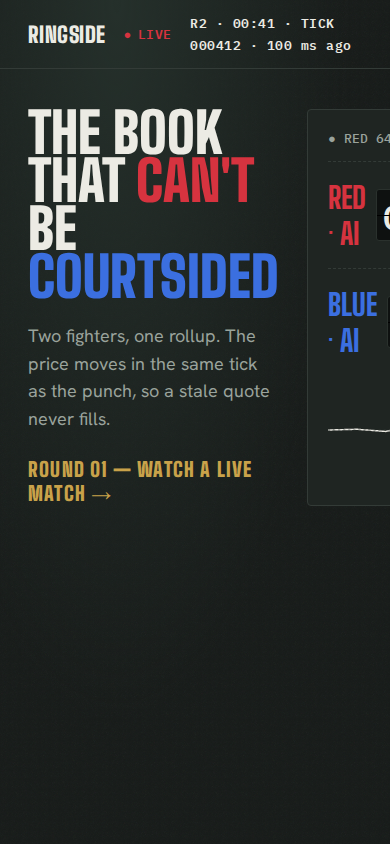 RINGSIDE
• LIVE
R2 · 00:41 · TICK
000412 · 100 ms ago
THE BOOK
THAT CAN'T
BE
COURTSIDED
Two fighters, one rollup. The
price moves in the same tick
as the punch, so a stale quote
never fills.
ROUND 01 — WATCH A LIVE
MATCH →
• RED 64
RED
· AI
BLUE
· AI